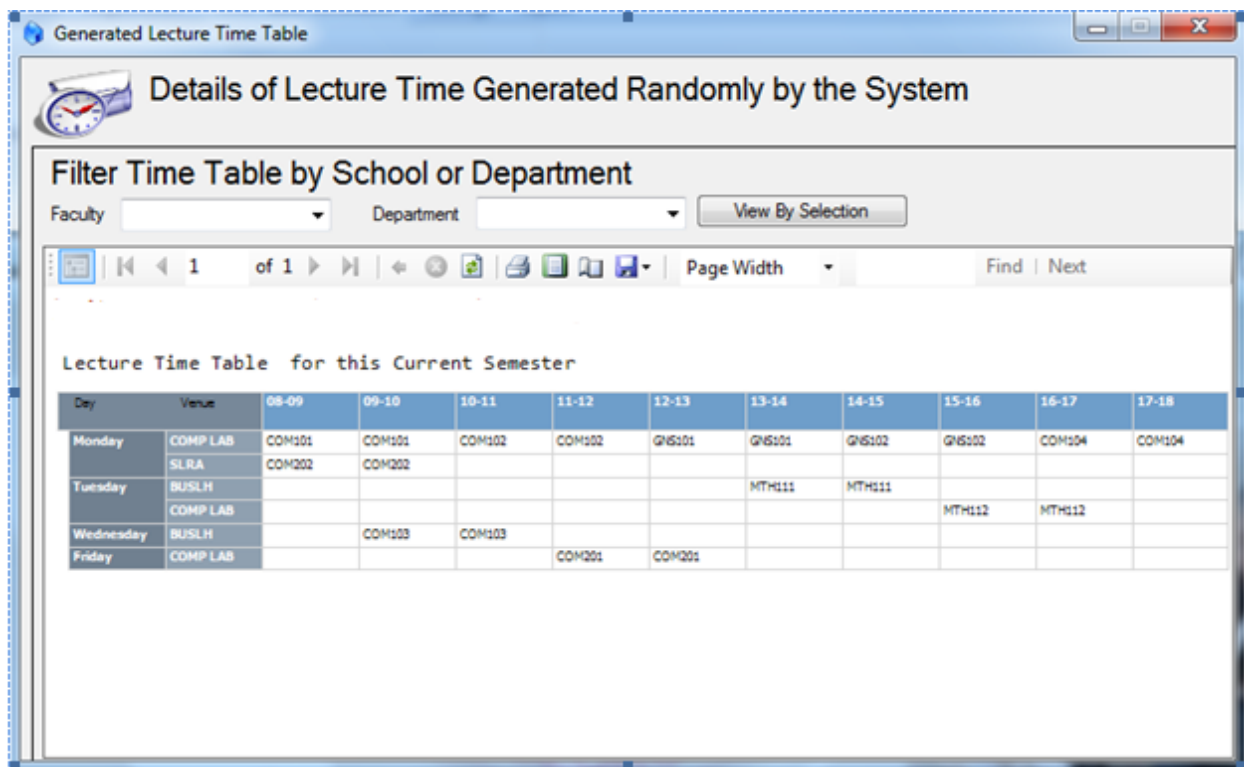 Generated Lecture Time Table
Details of Lecture Time Generated Randomly by the System
Filter Time Table by School or Department
Faculty Department View By Selection
1 of 1 Page Width Find | Next
Lecture Time Table for this Current Semester
Day Venue 08-09 09-10 10-11 11-12 12-13 13-14 14-15 15-16 16-17 17-18
Monday COMP LAB COM101 COM101 COM102 COM102 GNS101 GNS101 GNS102 GNS102 COM104 COM104
SLRA COM202 COM202
Tuesday BUSLH MTH111 MTH111
COMP LAB MTH112 MTH112
Wednesday BUSLH COM103 COM103
Friday COMP LAB COM201 COM201